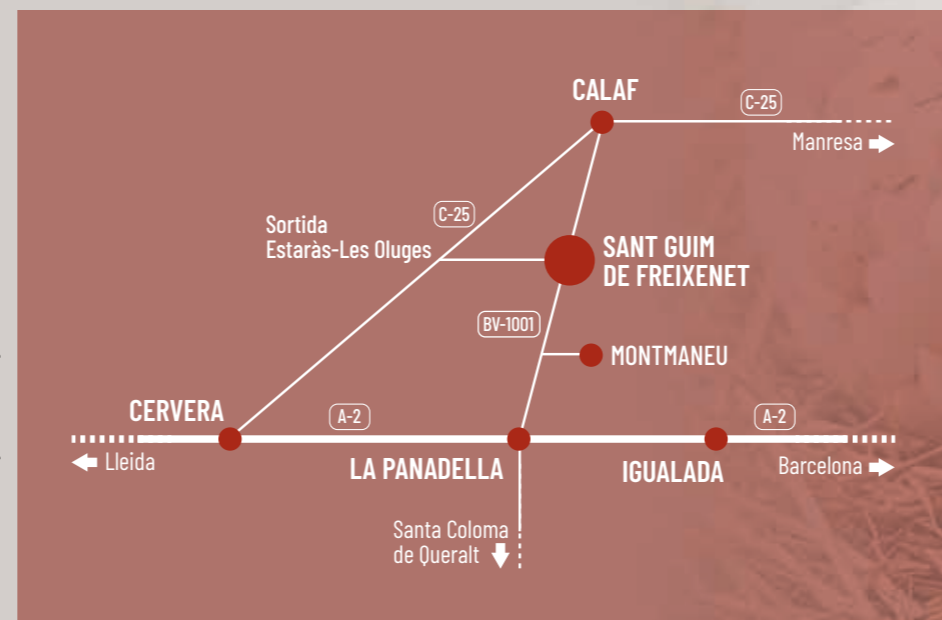 CALAF
C-25
Manresa
C-25
Sortida
Estaràs-Les Oluges
SANT GUIM
DE FREIXENET
BV-1001
MONTMANEU
CERVERA
A-2
A-2
Lleida
LA PANADELLA
IGUALADA
Barcelona
Santa Coloma
de Queralt